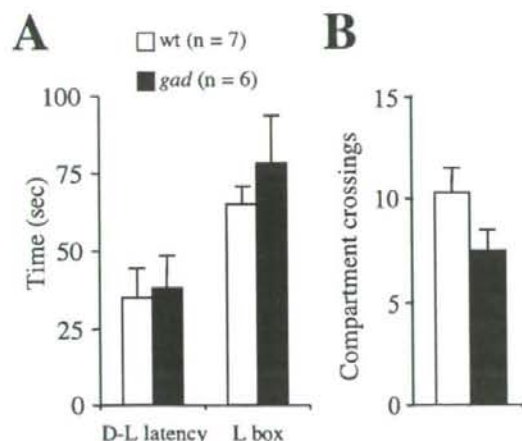 A
B
wt (n = 7)
gad (n = 6)
Time (sec)
100
75
50
25
0
D-L latency
L box
Compartment crossings
15
10
5
0